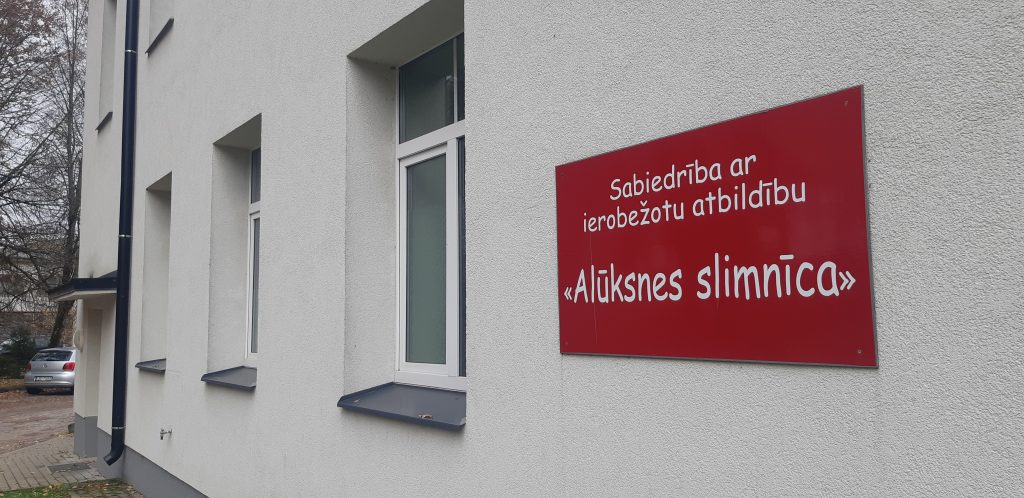 Sabiedrība ar
ierobežotu atbildību
«Alūksnes slimnīca»